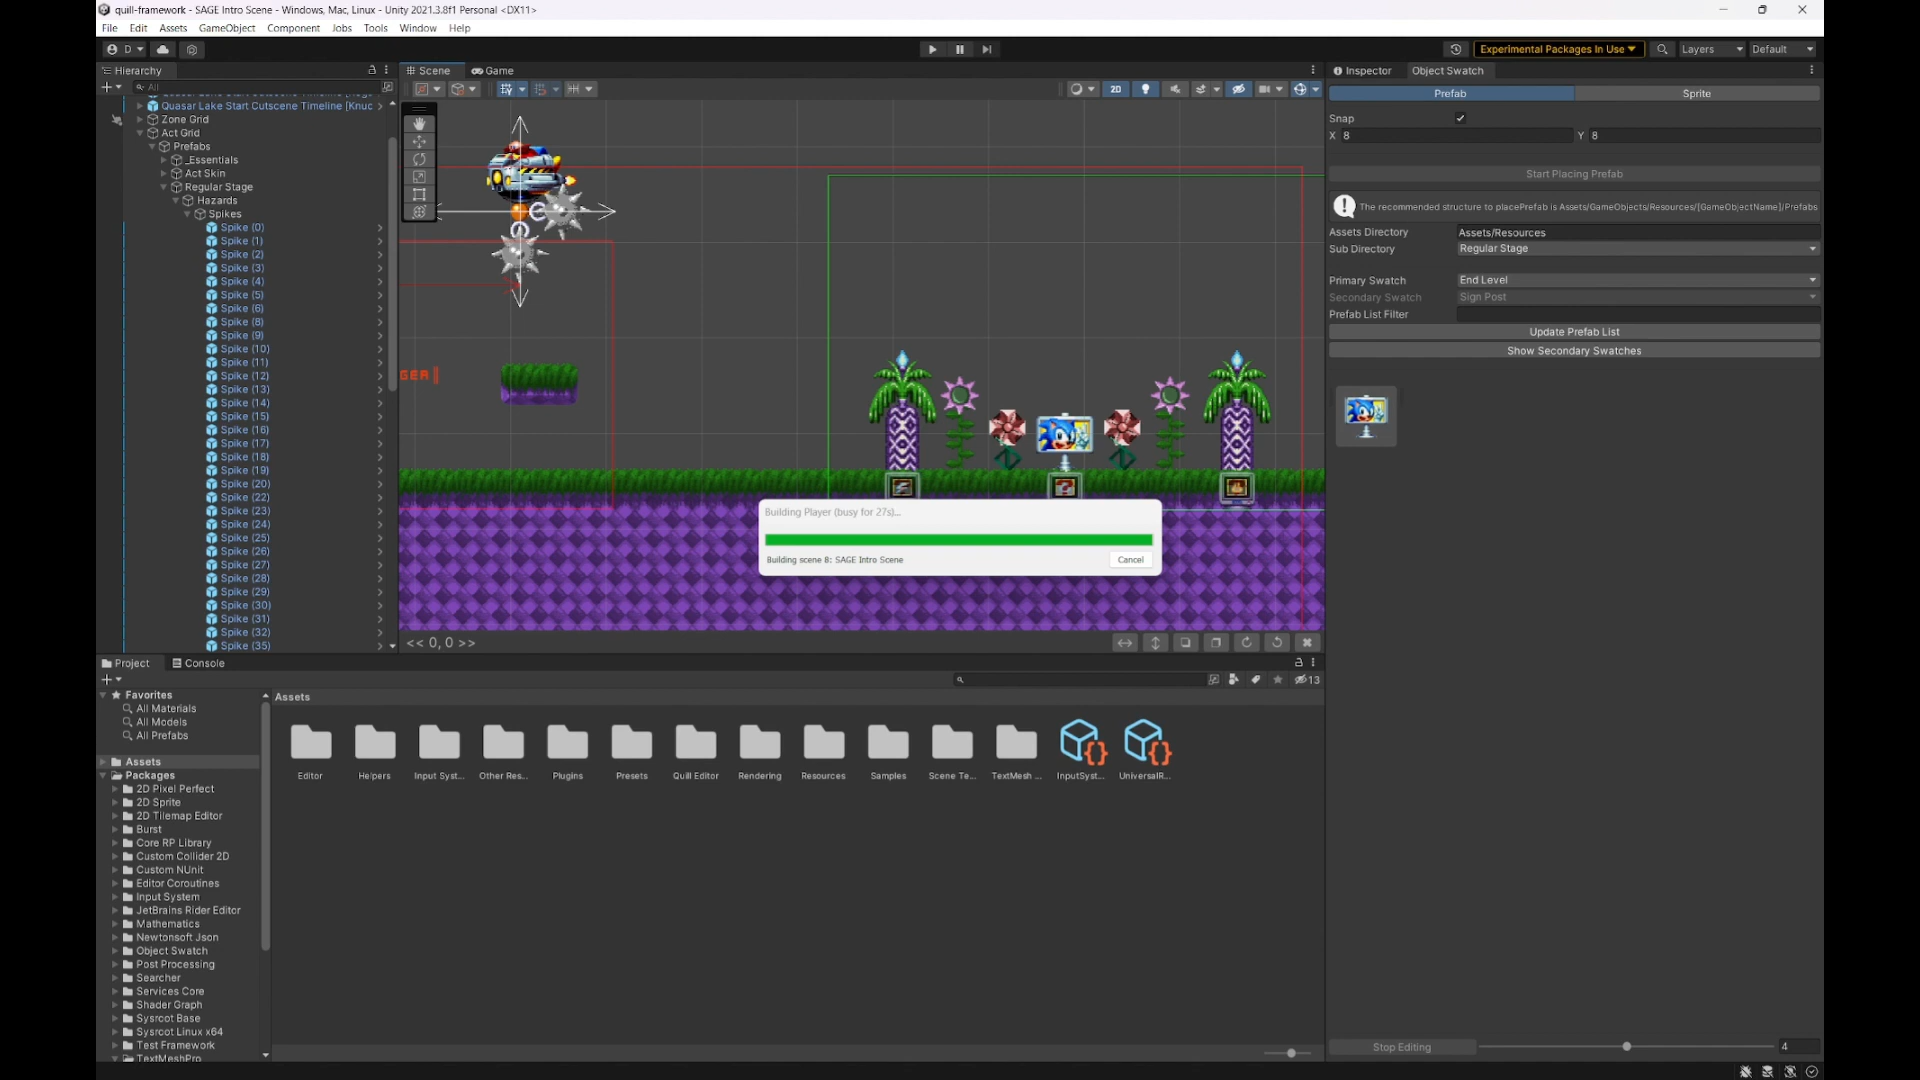 quill-framework - SAGE Intro Scene - Windows, Mac, Linux - Unity 2021.3.8f1 Personal <DX11>
File Edit Assets GameObject Component Jobs Tools Window Help
D
Experimental Packages In Use
Layers
Default
Hierarchy
All
Quasar Lake Start Cutscene Timeline [Knuc
Zone Grid
Act Grid
Prefabs
_Essentials
Act Skin
Regular Stage
Hazards
Spikes
Spike (0)
Spike (1)
Spike (2)
Spike (3)
Spike (4)
Spike (5)
Spike (6)
Spike (8)
Spike (9)
Spike (10)
Spike (11)
Spike (12)
Spike (13)
Spike (14)
Spike (15)
Spike (16)
Spike (17)
Spike (18)
Spike (19)
Spike (20)
Spike (22)
Spike (23)
Spike (24)
Spike (25)
Spike (26)
Spike (27)
Spike (28)
Spike (29)
Spike (30)
Spike (31)
Spike (32)
Spike (35)
Scene
Game
2D
GER
Building Player (busy for 27s)...
Building scene 8: SAGE Intro Scene
Cancel
<< 0, 0 >>
Inspector
Object Swatch
Prefab
Sprite
Snap
X 8
Y 8
Start Placing Prefab
The recommended structure to placePrefab is Assets/GameObjects/Resources/[GameObjectName]/Prefabs
Assets Directory
Assets/Resources
Sub Directory
Regular Stage
Primary Swatch
End Level
Secondary Swatch
Sign Post
Prefab List Filter
Update Prefab List
Show Secondary Swatches
Stop Editing
4
Project
Console
13
Favorites
All Materials
All Models
All Prefabs
Assets
Packages
2D Pixel Perfect
2D Sprite
2D Tilemap Editor
Burst
Core RP Library
Custom Collider 2D
Custom NUnit
Editor Coroutines
Input System
JetBrains Rider Editor
Mathematics
Newtonsoft Json
Object Swatch
Post Processing
Searcher
Services Core
Shader Graph
Sysroot Base
Sysroot Linux x64
Test Framework
TextMeshPro
Assets
Editor
Helpers
Input Syst...
Other Res...
Plugins
Presets
Quill Editor
Rendering
Resources
Samples
Scene Te...
TextMesh ...
InputSyst...
UniversalR...